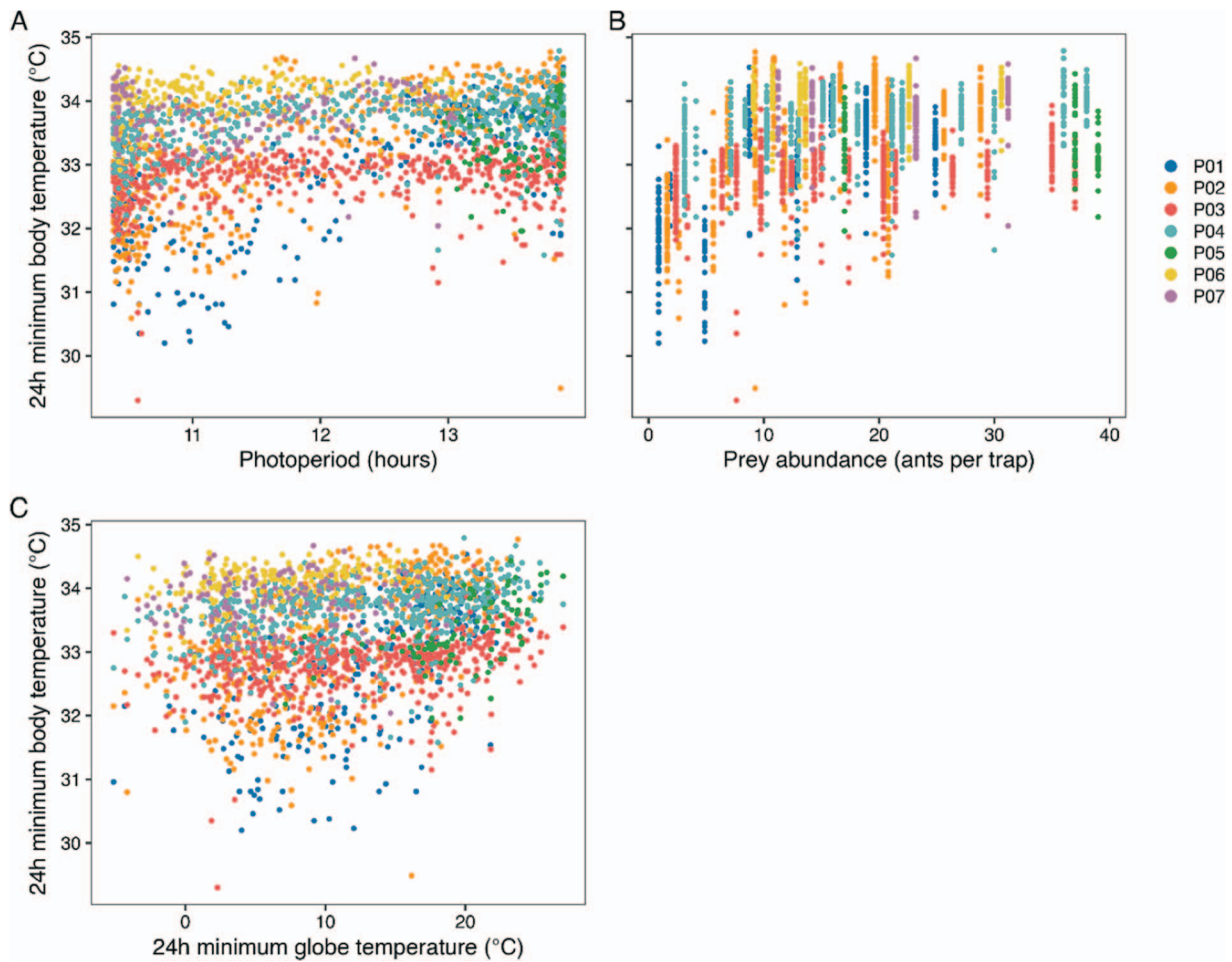 A
35
34
33
32
31
30
24h minimum body temperature (°C)
11
12
13
Photoperiod (hours)
B
0
10
20
30
40
Prey abundance (ants per trap)
P01
P02
P03
P04
P05
P06
P07
C
35
34
33
32
31
30
24h minimum body temperature (°C)
0
10
20
24h minimum globe temperature (°C)